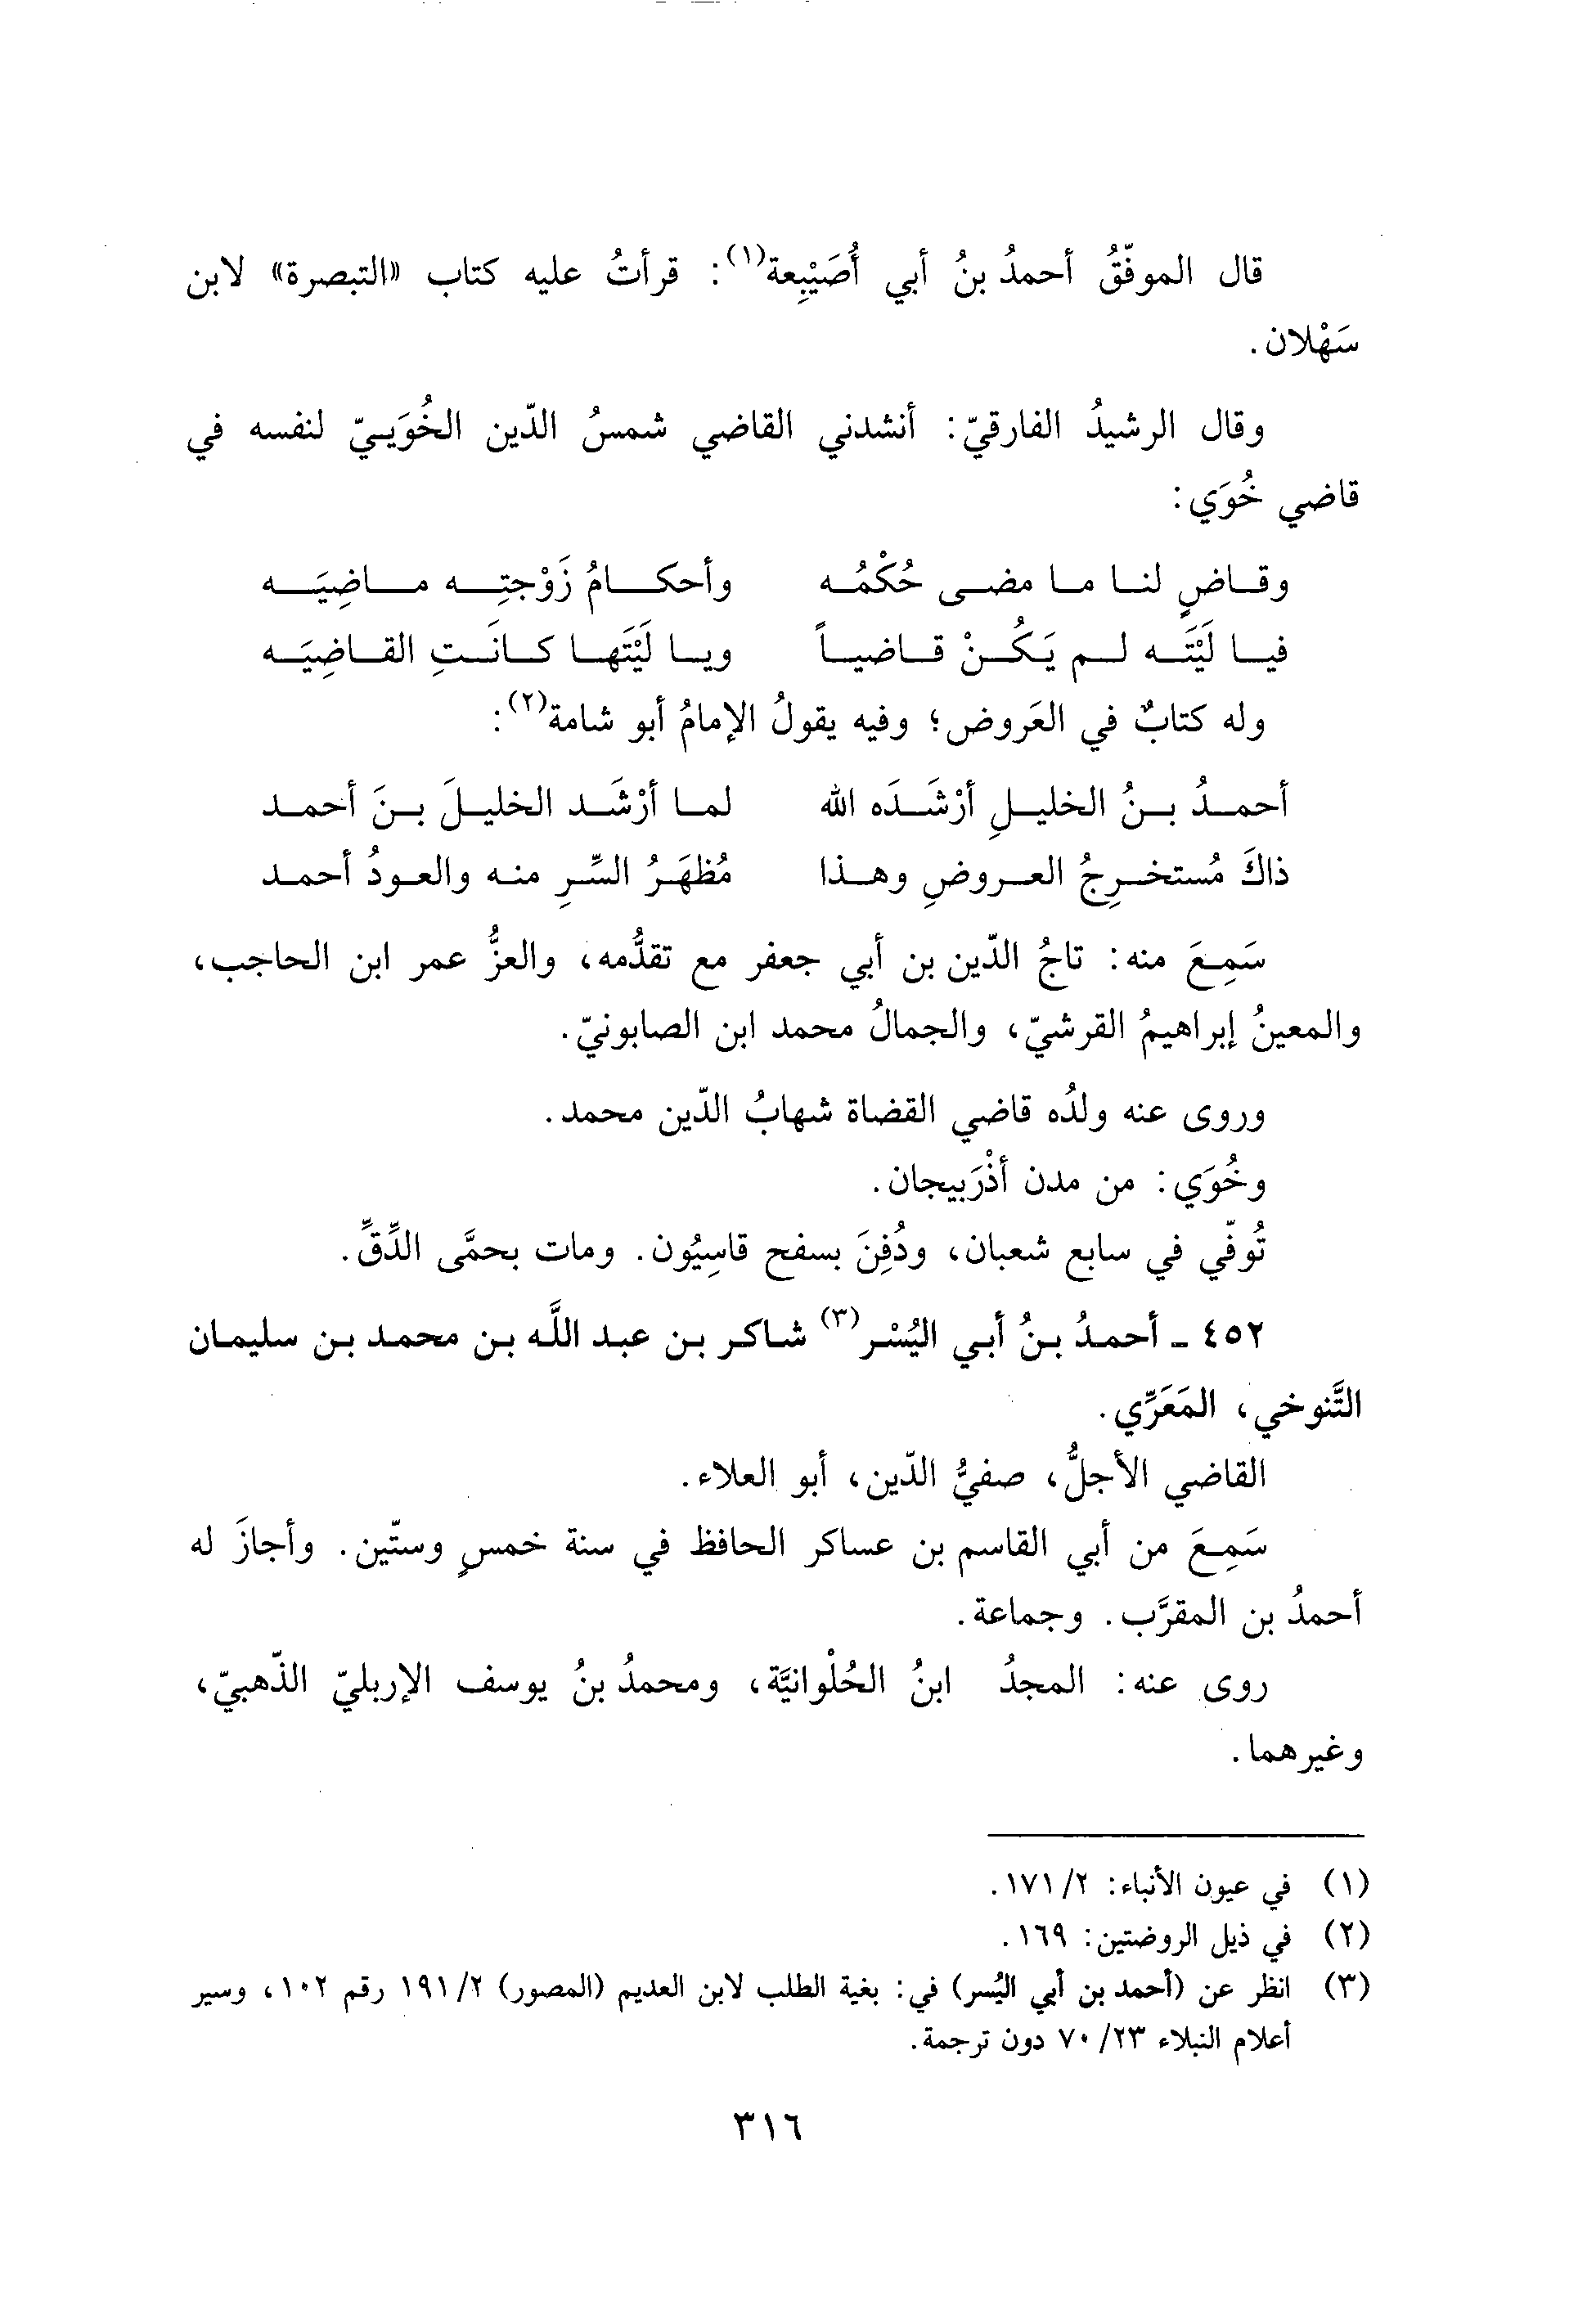 قال الموفّقُ أحمدُ بنُ أبي أُصَيْبِعة(١): قرأتُ عليه كتاب «التبصرة» لابن
سَهْلان.
وقال الرشيدُ الفارقيّ: أنشدني القاضي شمسُ الدّين الخُوَييّ لنفسه في
قاضي خُوَي:
وقاضٍ لنا ما مضى حُكْمُه وأحكامُ زَوْجتِه ماضِيَه
فيا لَيْتَه لم يَكُنْ قاضياً ويا لَيْتَها كانَتِ القاضِيَه
وله كتابٌ في العَروض؛ وفيه يقولُ الإمامُ أبو شامة(٢):
أحمدُ بنُ الخليلِ أرْشَدَه الله لما أرْشَد الخليلَ بنَ أحمد
ذاكَ مُستخرِجُ العروضِ وهذا مُظهَرُ السِّرِ منه والعودُ أحمد
سَمِعَ منه: تاجُ الدّين بن أبي جعفر مع تقدُّمه، والعزُّ عمر ابن الحاجب،
والمعينُ إبراهيمُ القرشيّ، والجمالُ محمد ابن الصابونيّ.
وروى عنه ولدُه قاضي القضاة شهابُ الدّين محمد.
وخُوَي: من مدن أذْرَبيجان.
تُوفّي في سابع شعبان، ودُفِنَ بسفح قاسِيُون. ومات بحمَّى الدِّقِّ.
٤٥٢ ـ أحمدُ بنُ أبي اليُسْر(٣) شاكر بن عبد اللَّه بن محمد بن سليمان
التَّنوخي، المَعَرِّي.
القاضي الأجلُّ، صفيُّ الدّين، أبو العلاء.
سَمِعَ من أبي القاسم بن عساكر الحافظ في سنة خمسٍ وستّين. وأجازَ له
أحمدُ بن المقرَّب. وجماعة.
روى عنه: المجدُ ابنُ الحُلْوانيَّة، ومحمدُ بنُ يوسف الإربليّ الذّهبيّ،
وغيرهما.
(١) في عيون الأنباء: ١٧١/٢.
(٢) في ذيل الروضتين: ١٦٩.
(٣) انظر عن (أحمد بن أبي اليُسر) في: بغية الطلب لابن العديم (المصور) ١٩١/٢ رقم ١٠٢، وسير
أعلام النبلاء ٧٠/٢٣ دون ترجمة.
٣١٦